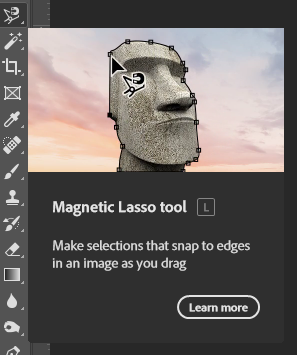 Magnetic Lasso tool L
Make selections that snap to edges
in an image as you drag
Learn more